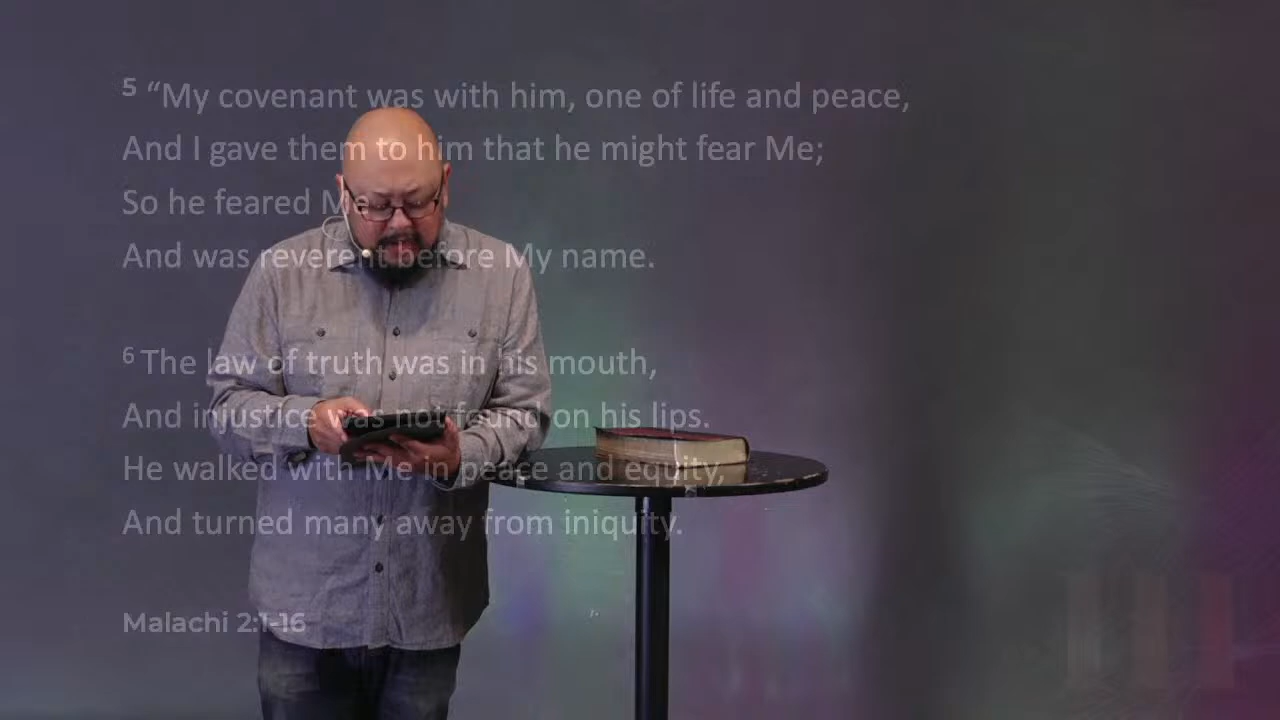 5 “My covenant was with him, one of life and peace,
And I gave them to him that he might fear Me;
So he feared Me
And was reverent before My name.
6 The law of truth was in his mouth,
And injustice was not found on his lips.
He walked with Me in peace and equity,
And turned many away from iniquity.
Malachi 2:1-16